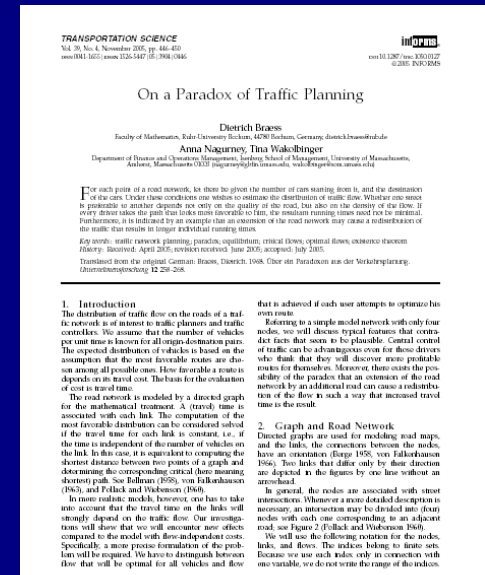 TRANSPORTATION SCIENCE
Vol. 39, No. 4, November 2005, pp. 446–450
issn 0041-1655 | eissn 1526-5447 | 05 | 3904 | 0446
informs
doi 10.1287/trsc.1050.0127
© 2005 INFORMS
On a Paradox of Traffic Planning
Dietrich Braess
Faculty of Mathematics, Ruhr-University Bochum, 44780 Bochum, Germany, dietrich.braess@rub.de
Anna Nagurney, Tina Wakolbinger
Department of Finance and Operations Management, Isenberg School of Management, University of Massachusetts,
Amherst, Massachusetts 01003 {nagurney@gbfin.umass.edu, wakolbinger@som.umass.edu}
For each point of a road network, let there be given the number of cars starting from it, and the destination
of the cars. Under these conditions one wishes to estimate the distribution of traffic flow. Whether one street
is preferable to another depends not only on the quality of the road, but also on the density of the flow. If
every driver takes the path that looks most favorable to him, the resultant running times need not be minimal.
Furthermore, it is indicated by an example that an extension of the road network may cause a redistribution of
the traffic that results in longer individual running times.
Key words: traffic network planning; paradox; equilibrium; critical flows; optimal flows; existence theorem
History: Received: April 2005; revision received: June 2005; accepted: July 2005.
Translated from the original German: Braess, Dietrich. 1968. Über ein Paradoxon aus der Verkehrsplanung.
Unternehmensforschung 12 258–268.
1. Introduction
The distribution of traffic flow on the roads of a traf-
fic network is of interest to traffic planners and traffic
controllers. We assume that the number of vehicles
per unit time is known for all origin-destination pairs.
The expected distribution of vehicles is based on the
assumption that the most favorable routes are cho-
sen among all possible ones. How favorable a route is
depends on its travel cost. The basis for the evaluation
of cost is travel time.
The road network is modeled by a directed graph
for the mathematical treatment. A (travel) time is
associated with each link. The computation of the
most favorable distribution can be considered solved
if the travel time for each link is constant, i.e., if
the time is independent of the number of vehicles on
the link. In this case, it is equivalent to computing the
shortest distance between two points of a graph and
determining the corresponding critical (here meaning
shortest) path. See Bellman (1958), von Falkenhausen
(1963), and Pollack and Wiebenson (1960).
In more realistic models, however, one has to take
into account that the travel time on the links will
strongly depend on the traffic flow. Our investiga-
tions will show that we will encounter new effects
compared to the model with flow-independent costs.
Specifically, a more precise formulation of the prob-
lem will be required. We have to distinguish between
flow that will be optimal for all vehicles and flow
that is achieved if each user attempts to optimize his
own route.
Referring to a simple model network with only four
nodes, we will discuss typical features that contra-
dict facts that seem to be plausible. Central control
of traffic can be advantageous even for those drivers
who think that they will discover more profitable
routes for themselves. Moreover, there exists the pos-
sibility of the paradox that an extension of the road
network by an additional road can cause a redistribu-
tion of the flow in such a way that increased travel
time is the result.
2. Graph and Road Network
Directed graphs are used for modeling road maps,
and the links, the connections between the nodes,
have an orientation (Berge 1958, von Falkenhausen
1966). Two links that differ only by their direction
are depicted in the figures by one line without an
arrowhead.
In general, the nodes are associated with street
intersections. Whenever a more detailed description is
necessary, an intersection may be divided into (four)
nodes with each one corresponding to an adjacent
road; see Figure 2 (Pollack and Wiebenson 1960).
We will use the following notation for the nodes,
links, and flows. The indices belong to finite sets.
Because we use each index only in connection with
one variable, we do not write the range of the indices.